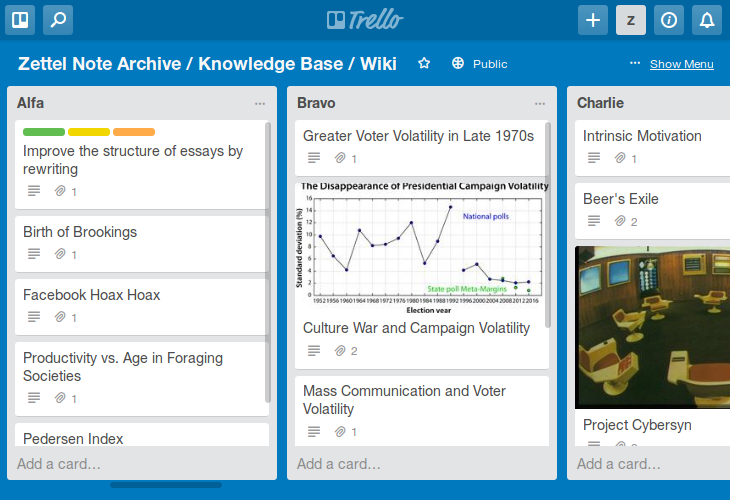 Trello
Z
Zettel Note Archive / Knowledge Base / Wiki
Public
... Show Menu
Alfa
...
Improve the structure of essays by
rewriting
1
Birth of Brookings
1
Facebook Hoax Hoax
1
Productivity vs. Age in Foraging
Societies
1
Pedersen Index
Add a card...
Bravo
...
Greater Voter Volatility in Late 1970s
1
The Disappearance of Presidential Campaign Volatility
Standard deviation (%)
16
14
12
10
8
6
4
2
0
National polls
State poll Meta-Margins
1952 1956 1960 1964 1968 1972 1976 1980 1984 1988 1992 1996 2000 2004 2008 2012 2016
Election year
Culture War and Campaign Volatility
2
Mass Communication and Voter
Volatility
1
Add a card...
Charlie
Intrinsic Motivation
1
Beer's Exile
2
Project Cybersyn
Add a card...